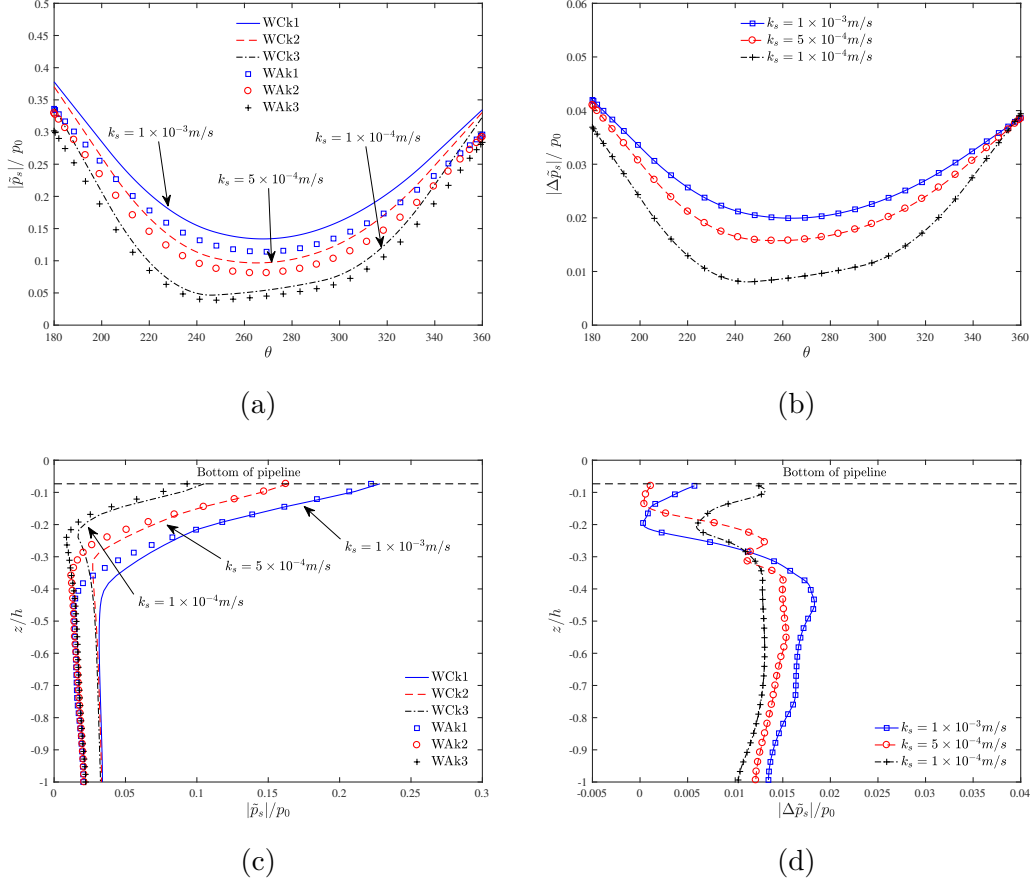 0.5
0.45
0.4
0.35
0.3
0.25
0.2
0.15
0.1
0.05
0
180 200 220 240 260 280 300 320 340 360
|p̃ₛ|/ p₀
θ
WCk1
WCk2
WCk3
WAk1
WAk2
WAk3
kₛ = 1 × 10⁻³m/s
kₛ = 1 × 10⁻⁴m/s
kₛ = 5 × 10⁻⁴m/s
(a)
0.06
0.05
0.04
0.03
0.02
0.01
0
180 200 220 240 260 280 300 320 340 360
|Δp̃ₛ|/ p₀
θ
kₛ = 1 × 10⁻³m/s
kₛ = 5 × 10⁻⁴m/s
kₛ = 1 × 10⁻⁴m/s
(b)
0
-0.1
-0.2
-0.3
-0.4
-0.5
-0.6
-0.7
-0.8
-0.9
-1
0 0.05 0.1 0.15 0.2 0.25 0.3
z/h
|p̃ₛ|/p₀
Bottom of pipeline
kₛ = 1 × 10⁻³m/s
kₛ = 5 × 10⁻⁴m/s
kₛ = 1 × 10⁻⁴m/s
WCk1
WCk2
WCk3
WAk1
WAk2
WAk3
(c)
0
-0.1
-0.2
-0.3
-0.4
-0.5
-0.6
-0.7
-0.8
-0.9
-1
-0.005 0 0.005 0.01 0.015 0.02 0.025 0.03 0.035 0.04
z/h
|Δp̃ₛ|/p₀
Bottom of pipeline
kₛ = 1 × 10⁻³m/s
kₛ = 5 × 10⁻⁴m/s
kₛ = 1 × 10⁻⁴m/s
(d)